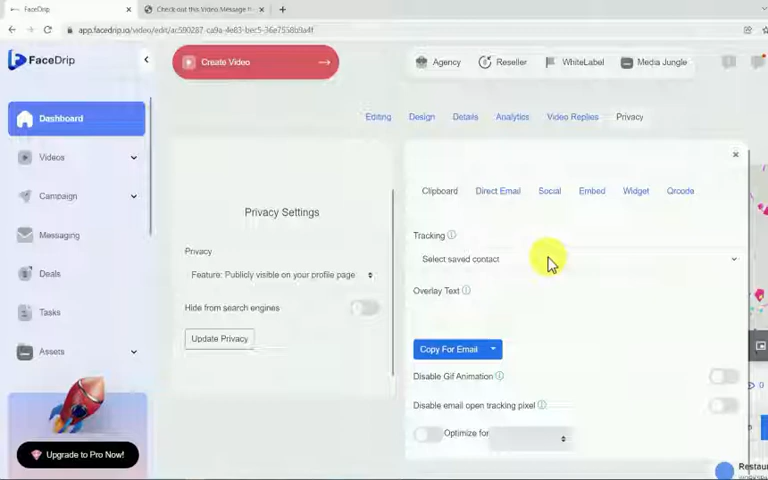 FaceDrip
Check out this Video Message f
app.facedrip.io/video/edit/ac590287-ca9a-4e83-bec5-36e7558b9a4f
FaceDrip
Create Video
Agency
Reseller
WhiteLabel
Media Jungle
Dashboard
Videos
Campaign
Messaging
Deals
Tasks
Assets
Upgrade to Pro Now!
Editing Design Details Analytics Video Replies Privacy
Privacy Settings
Privacy
Feature: Publicly visible on your profile page
Hide from search engines
Update Privacy
Clipboard Direct Email Social Embed Widget Qrcode
Tracking
Select saved contact
Overlay Text
Copy For Email
Disable Gif Animation
Disable email open tracking pixel
Optimize for
0
Restau